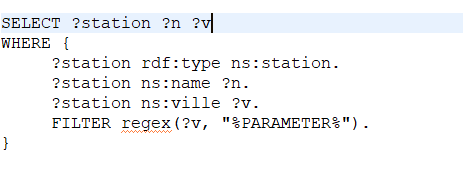 SELECT ?station ?n ?v
WHERE {
?station rdf:type ns:station.
?station ns:name ?n.
?station ns:ville ?v.
FILTER regex(?v, "%PARAMETER%").
}